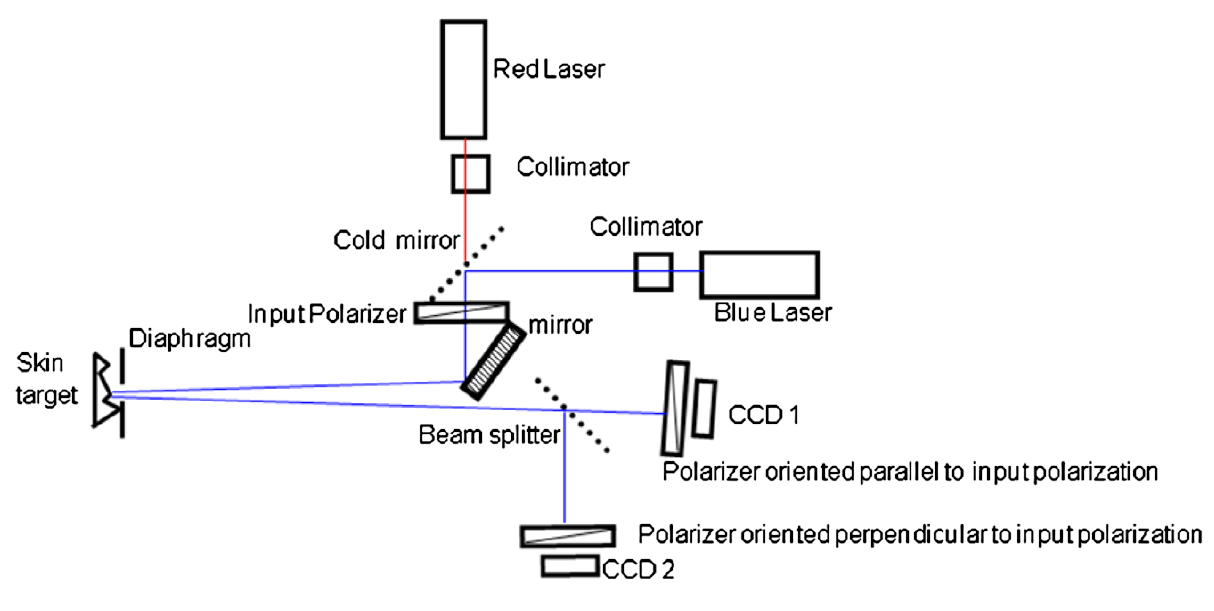 Red Laser
Collimator
Collimator
Cold mirror
Input Polarizer
Blue Laser
mirror
Diaphragm
Skin
target
CCD 1
Beam splitter
Polarizer oriented parallel to input polarization
Polarizer oriented perpendicular to input polarization
CCD 2